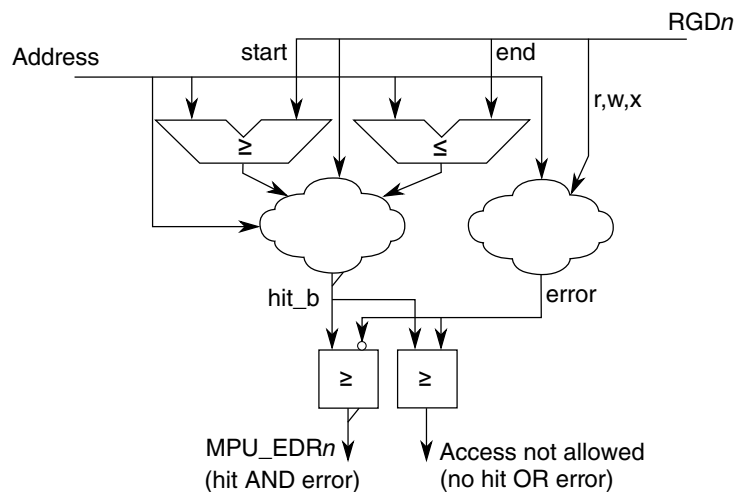 RGDn
Address
start
end
r,w,x
≥
≤
hit_b
error
≥
≥
MPU_EDRn
(hit AND error)
Access not allowed
(no hit OR error)